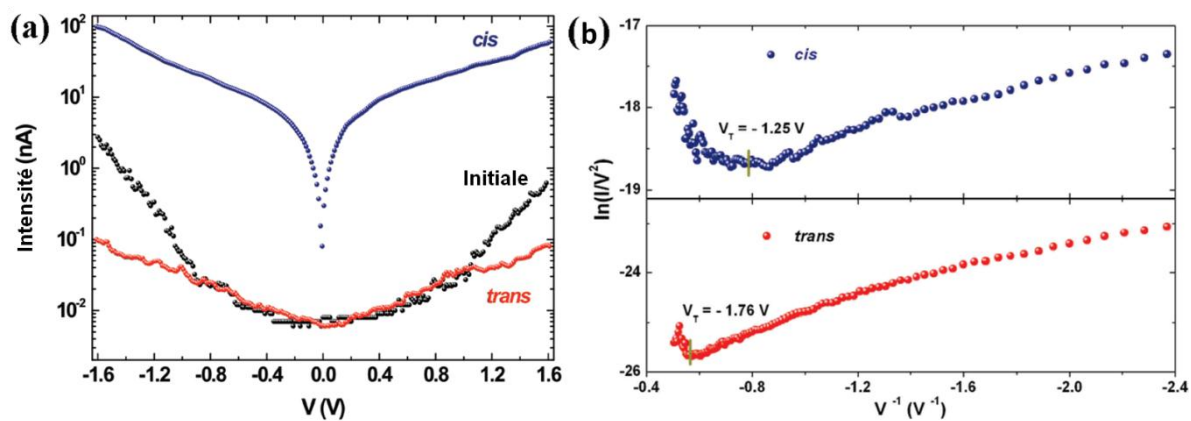 (a)
Intensité (nA)
10²
10¹
10⁰
10⁻¹
10⁻²
cis
Initiale
trans
-1.6 -1.2 -0.8 -0.4 0.0 0.4 0.8 1.2 1.6
V (V)
(b)
ln(I/V²)
-17
-18
-19
cis
V_T = - 1.25 V
-24
-26
trans
V_T = - 1.76 V
-0.4 -0.8 -1.2 -1.6 -2.0 -2.4
V⁻¹ (V⁻¹)